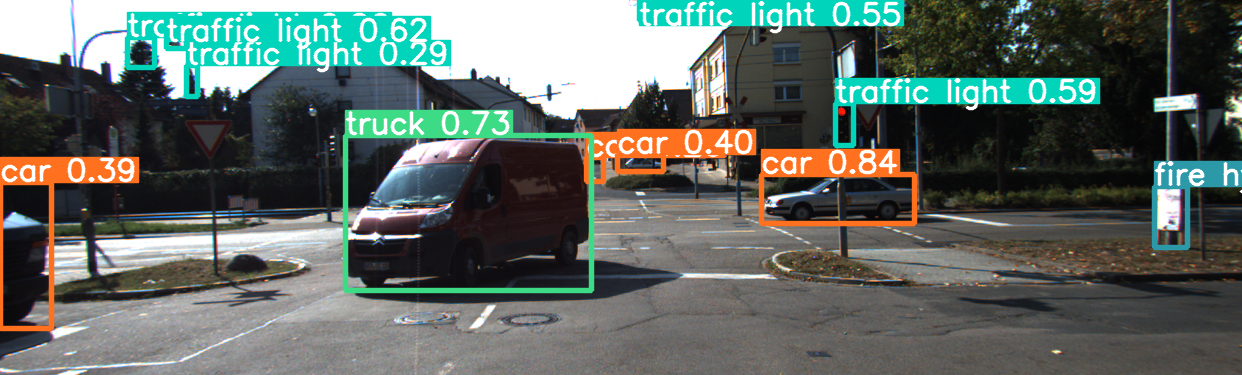 traffic light 0.55
traffic light 0.62
traffic light 0.29
traffic light 0.59
truck 0.73
car 0.40
car 0.84
car 0.39
fire h